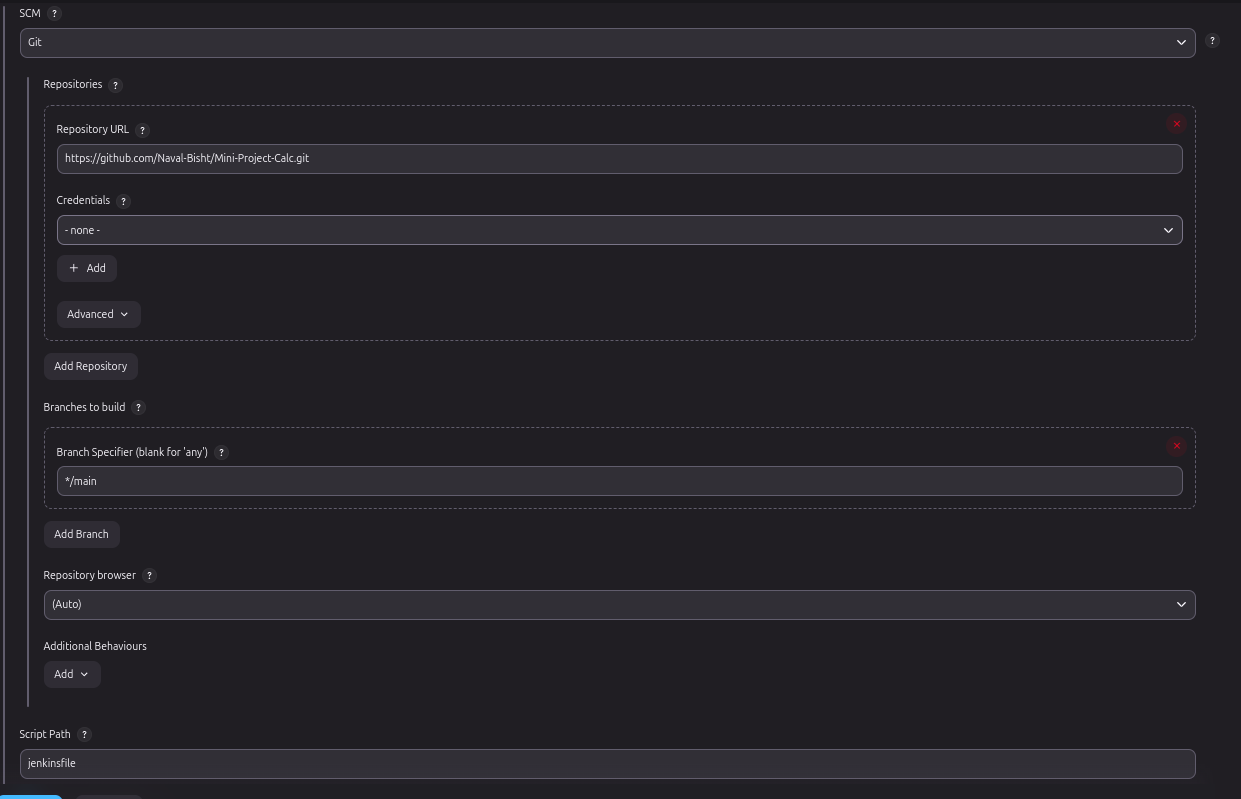 SCM ?
Git
?
Repositories ?
Repository URL ?
https://github.com/Naval-Bisht/Mini-Project-Calc.git
Credentials ?
- none -
+ Add
Advanced
Add Repository
Branches to build ?
Branch Specifier (blank for 'any') ?
*/main
Add Branch
Repository browser ?
(Auto)
Additional Behaviours
Add
Script Path ?
jenkinsfile